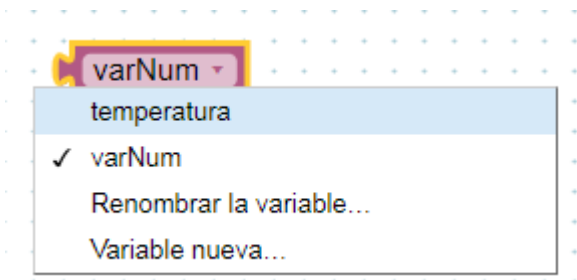 varNum
temperatura
✓ varNum
Renombrar la variable...
Variable nueva...